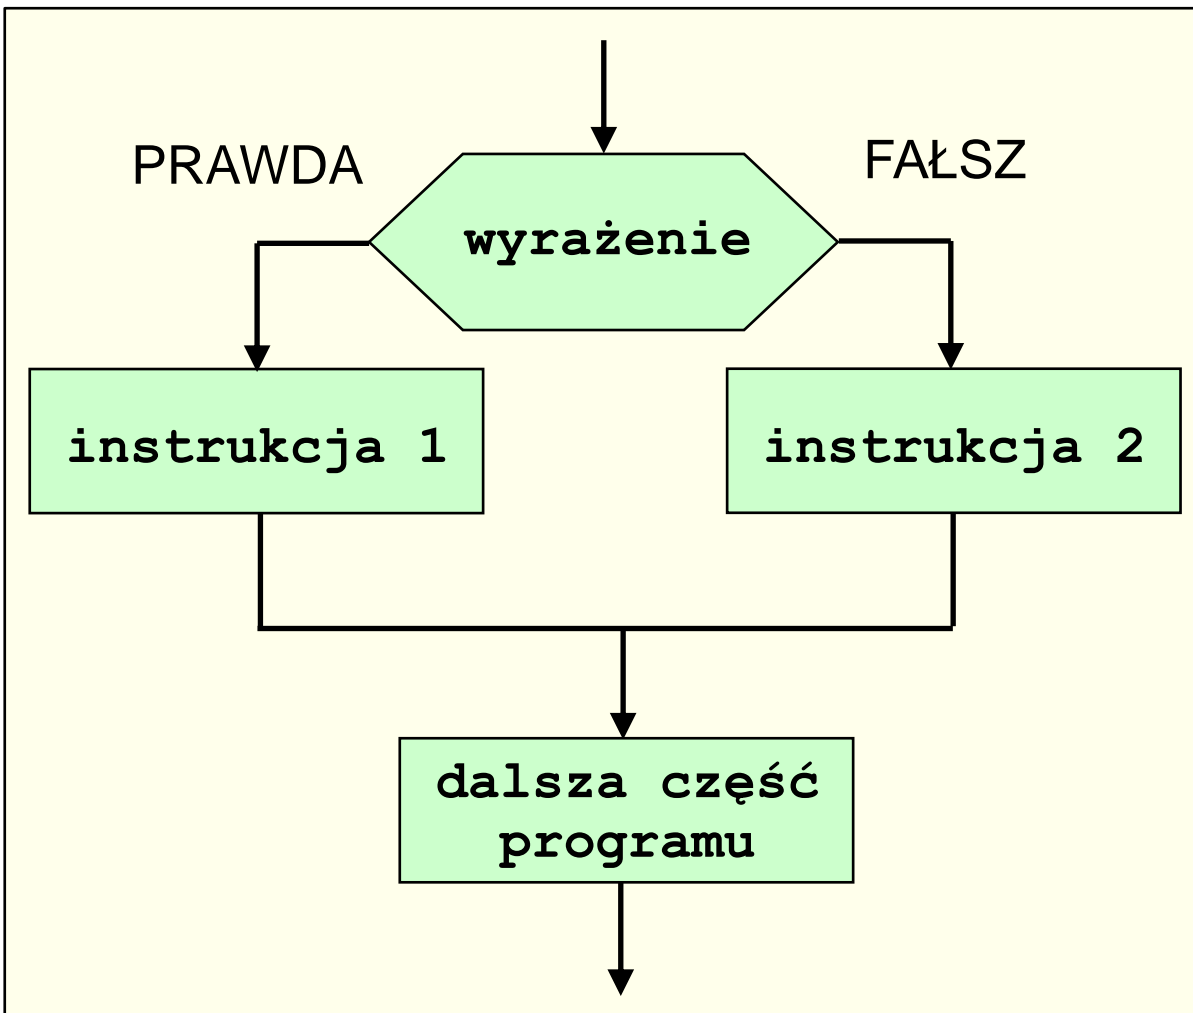 PRAWDA
FAŁSZ
wyrażenie
instrukcja 1
instrukcja 2
dalsza część
programu